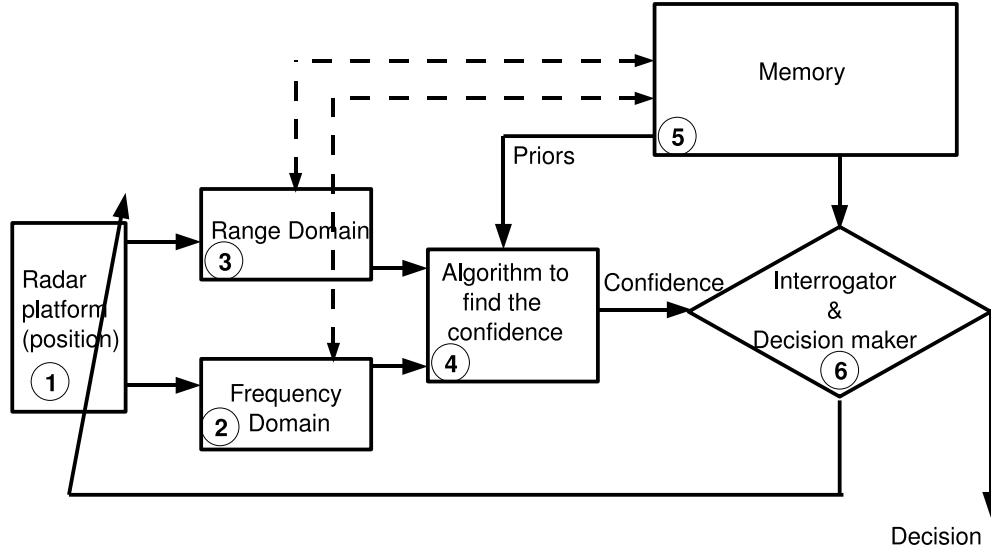 Memory
5
Priors
Range Domain
3
Radar
platform
(position)
1
Algorithm to
find the
confidence
4
Confidence
Interrogator
&
Decision maker
6
Frequency
Domain
2
Decision